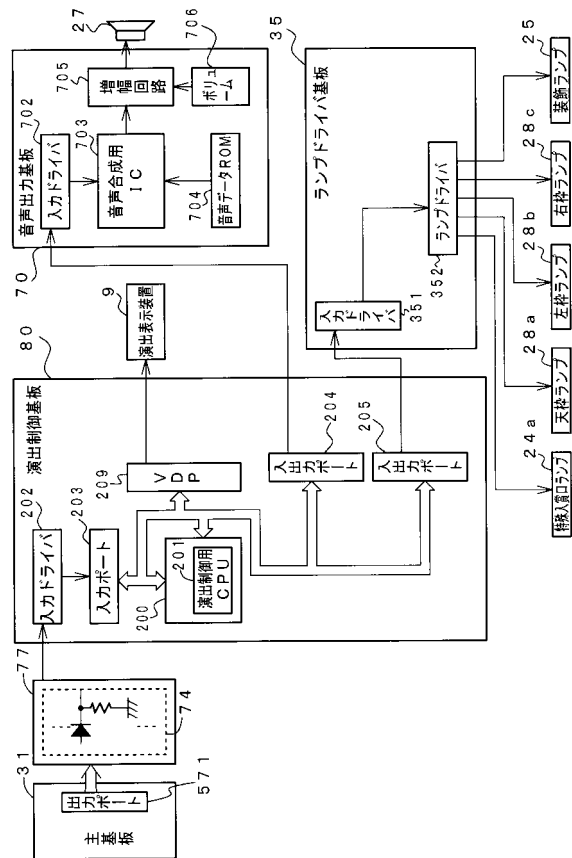 31
主基板
出力ポート
571
77
74
80
演出制御基板
202
入力ドライバ
203
入力ポート
200
201
演出制御用
CPU
209
VDP
9
演出表示装置
204
入出力ポート
205
入出力ポート
70
音声出力基板
702
入力ドライバ
703
音声合成用
IC
704
音声データROM
705
増幅
回路
706
ボリュ
ーム
27
35
ランプドライバ基板
入力
ドライバ
351
ランプドライバ
352
24a
特殊入賞口ランプ
28a
天枠ランプ
28b
左枠ランプ
28c
右枠ランプ
25
装飾ランプ